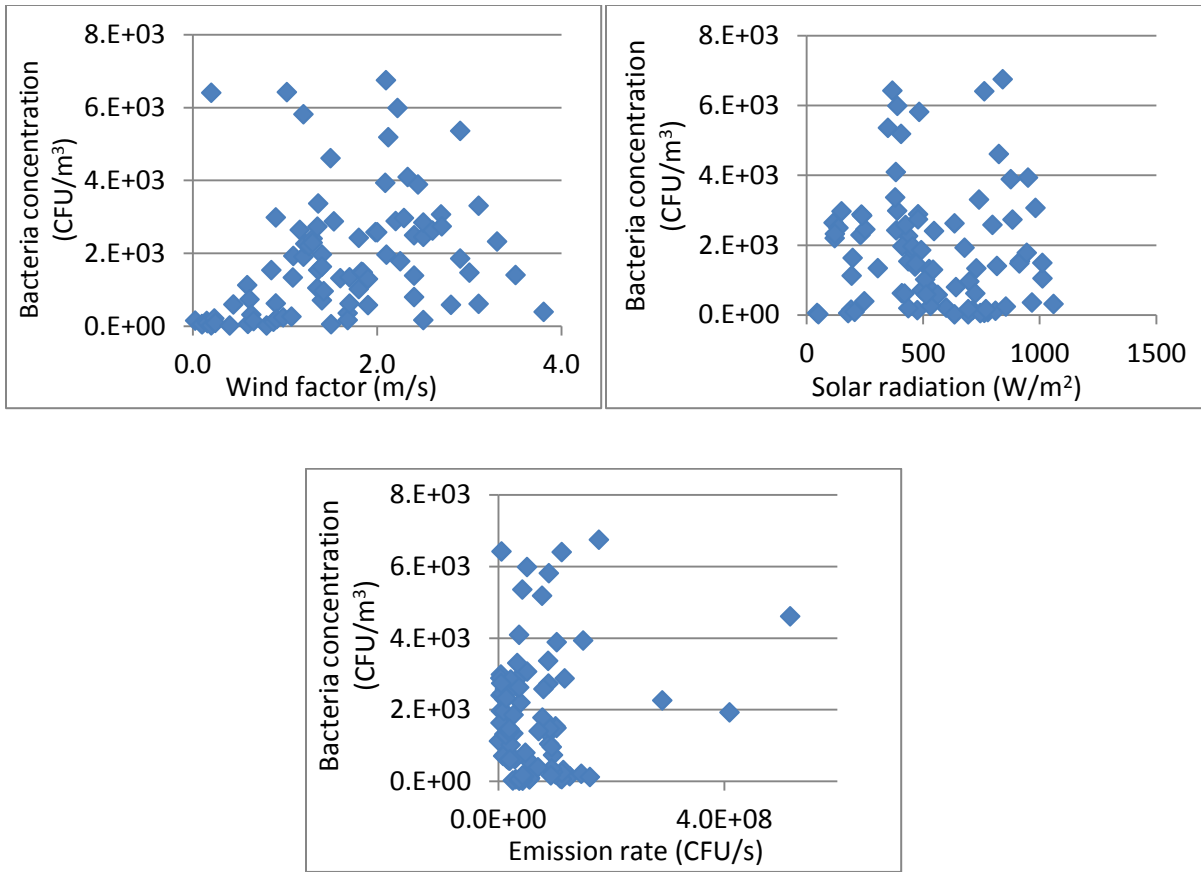 Bacteria concentration
(CFU/m³)
8.E+03
6.E+03
4.E+03
2.E+03
0.E+00
0.0
2.0
4.0
Wind factor (m/s)
Bacteria concentration
(CFU/m³)
8.E+03
6.E+03
4.E+03
2.E+03
0.E+00
0
500
1000
1500
Solar radiation (W/m²)
Bacteria concentration
(CFU/m³)
8.E+03
6.E+03
4.E+03
2.E+03
0.E+00
0.0E+00
4.0E+08
Emission rate (CFU/s)